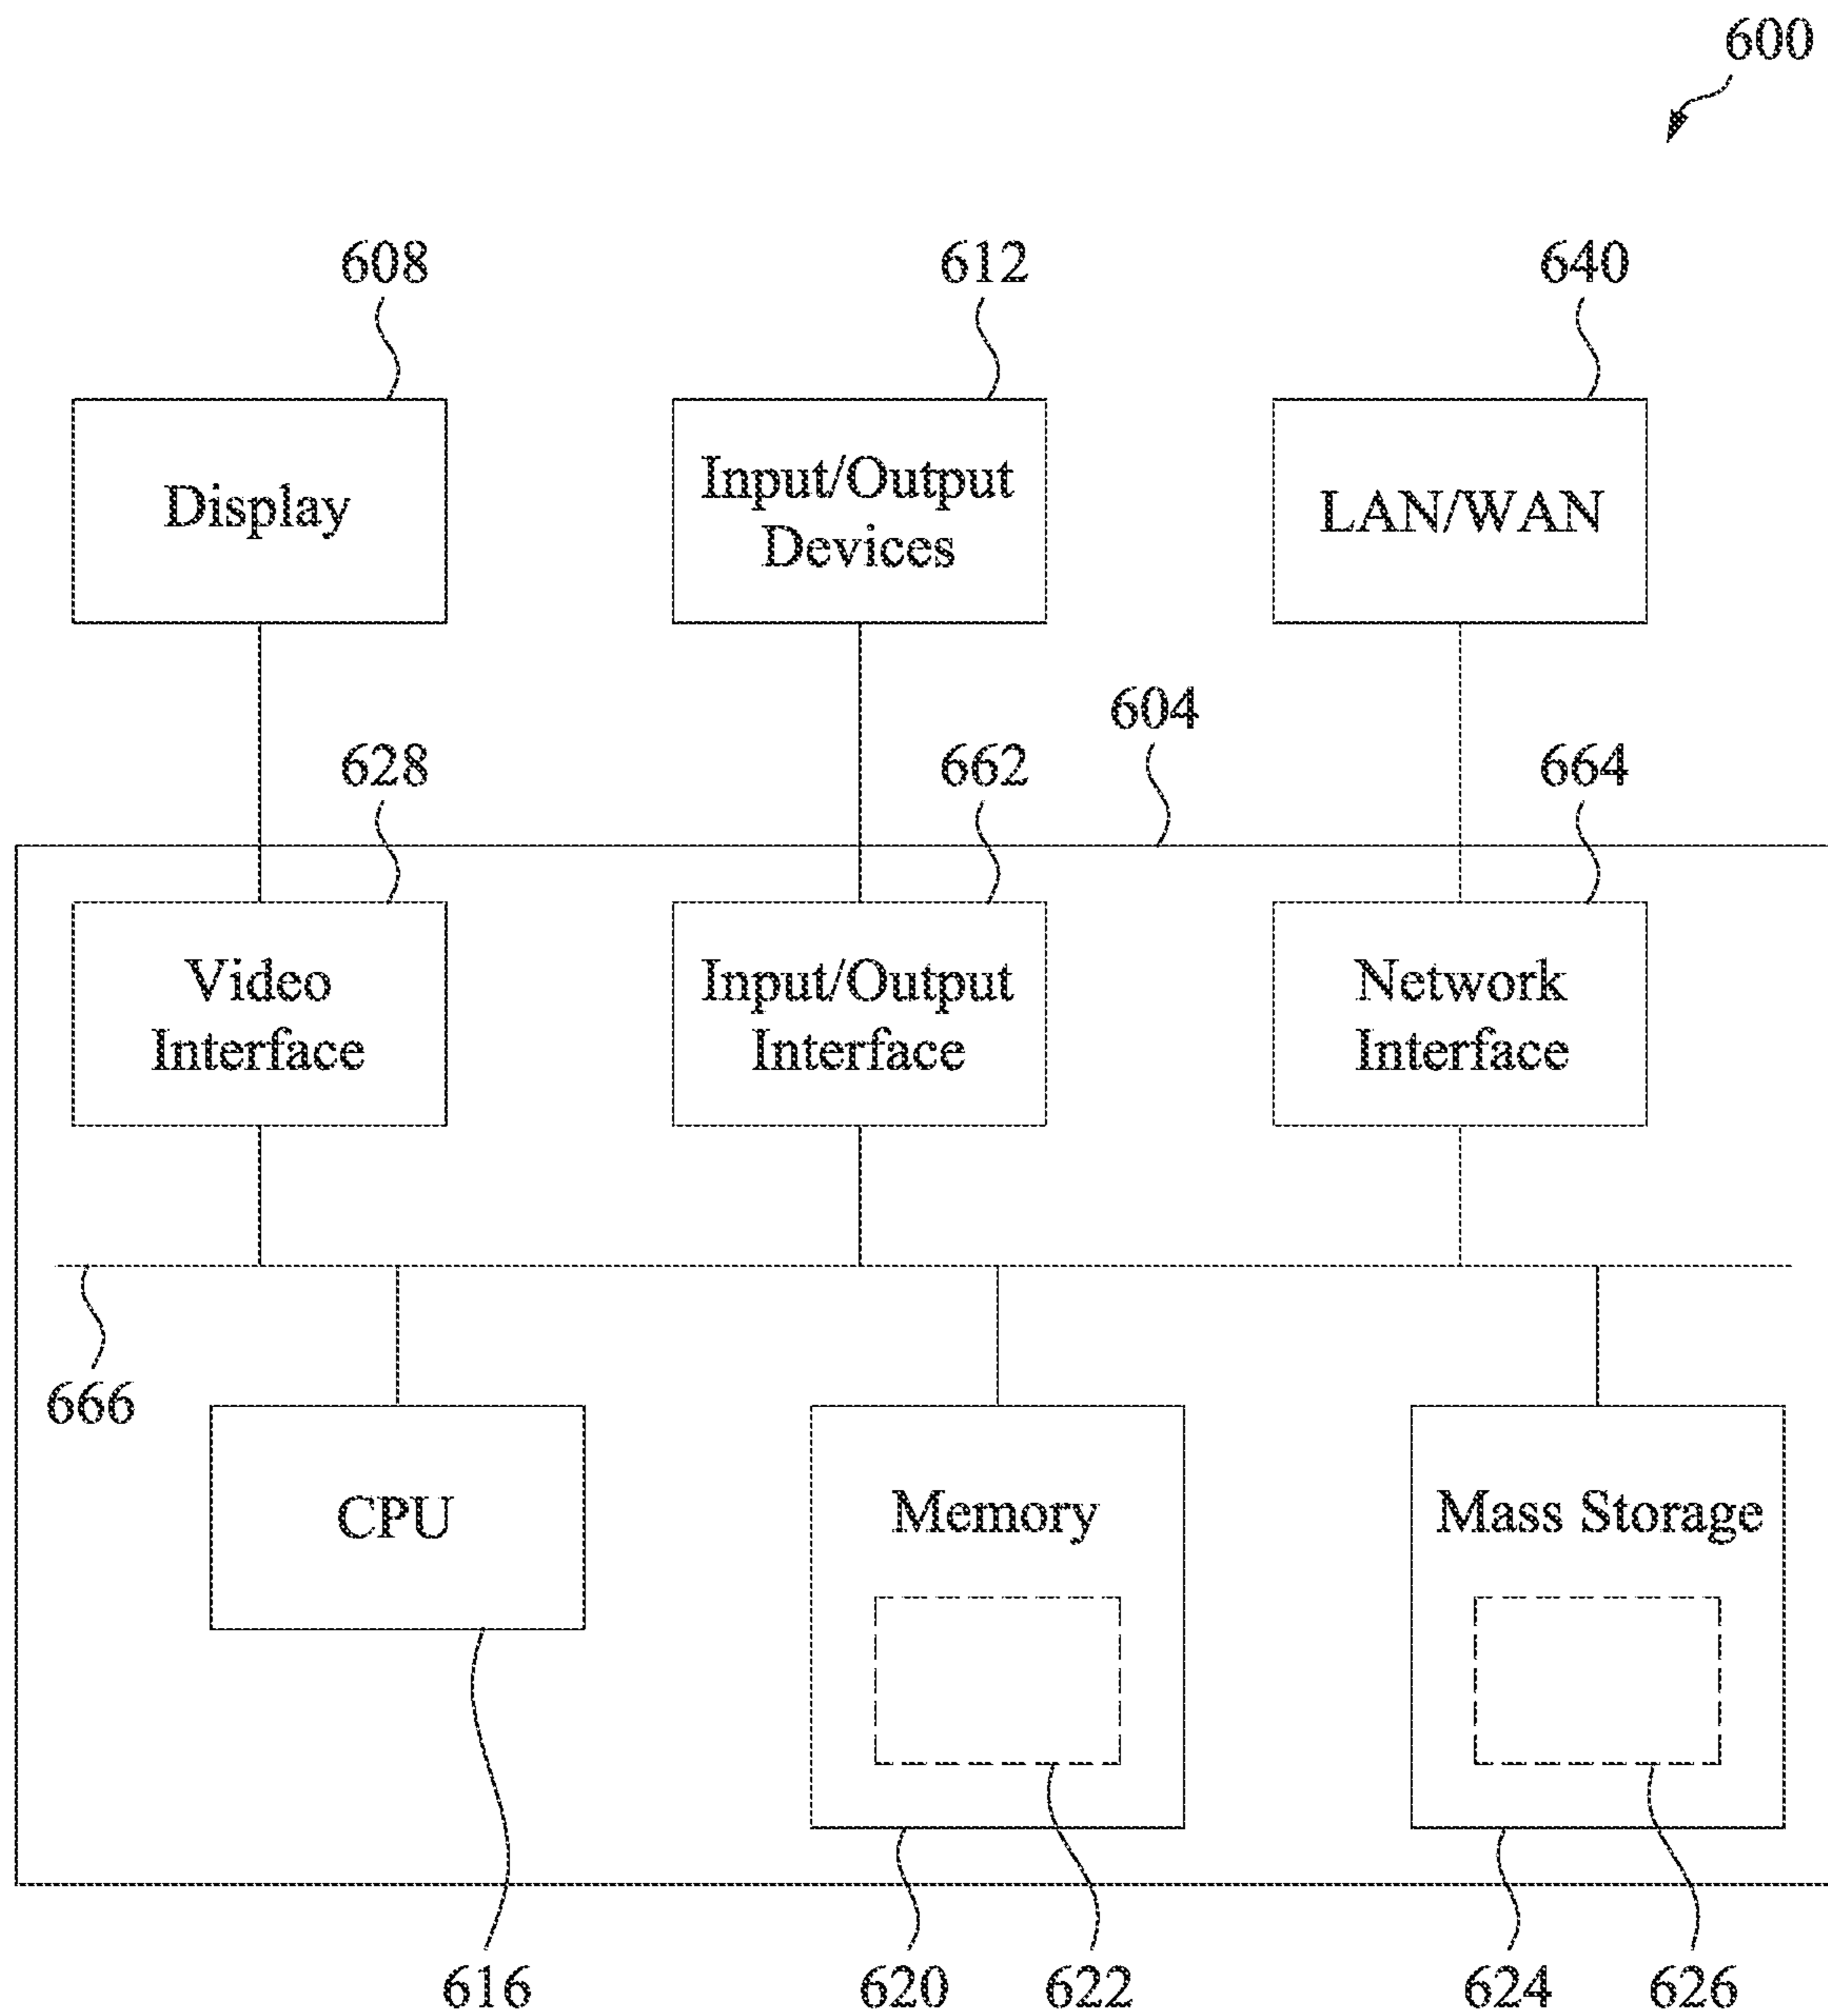 600
608
612
640
Display
Input/Output
Devices
LAN/WAN
604
628
662
664
Video
Interface
Input/Output
Interface
Network
Interface
666
CPU
Memory
Mass Storage
616
620
622
624
626